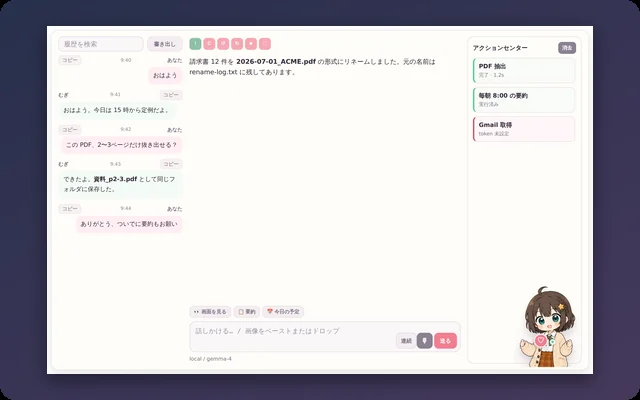 履歴を検索
書き出し
コピー 9:40 あなた
おはよう
むぎ 9:41 コピー
おはよう。今日は 15 時から定例だよ。
コピー 9:42 あなた
この PDF、2〜3ページだけ抜き出せる？
むぎ 9:43 コピー
できたよ。資料_p2-3.pdf として同じフ
ォルダに保存した。
コピー 9:44 あなた
ありがとう、ついでに要約もお願い
請求書 12 件を 2026-07-01_ACME.pdf の形式にリネームしました。元の名前は
rename-log.txt に残してあります。
画面を見る
要約
今日の予定
話しかける… / 画像をペーストまたはドロップ
連続
送る
local / gemma-4
アクションセンター
消去
PDF 抽出
完了 · 1.2s
毎朝 8:00 の要約
実行済み
Gmail 取得
token 未設定